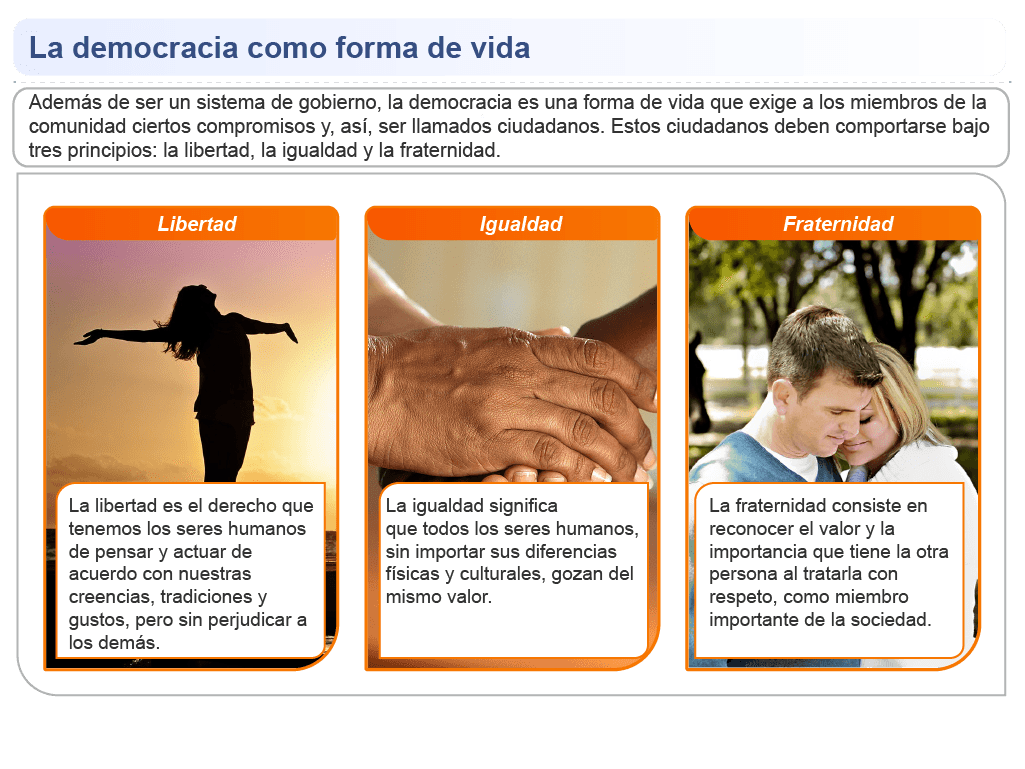 La democracia como forma de vida
Además de ser un sistema de gobierno, la democracia es una forma de vida que exige a los miembros de la
comunidad ciertos compromisos y, así, ser llamados ciudadanos. Estos ciudadanos deben comportarse bajo
tres principios: la libertad, la igualdad y la fraternidad.
Libertad
La libertad es el derecho que
tenemos los seres humanos
de pensar y actuar de
acuerdo con nuestras
creencias, tradiciones y
gustos, pero sin perjudicar a
los demás.
Igualdad
La igualdad significa
que todos los seres humanos,
sin importar sus diferencias
físicas y culturales, gozan del
mismo valor.
Fraternidad
La fraternidad consiste en
reconocer el valor y la
importancia que tiene la otra
persona al tratarla con
respeto, como miembro
importante de la sociedad.